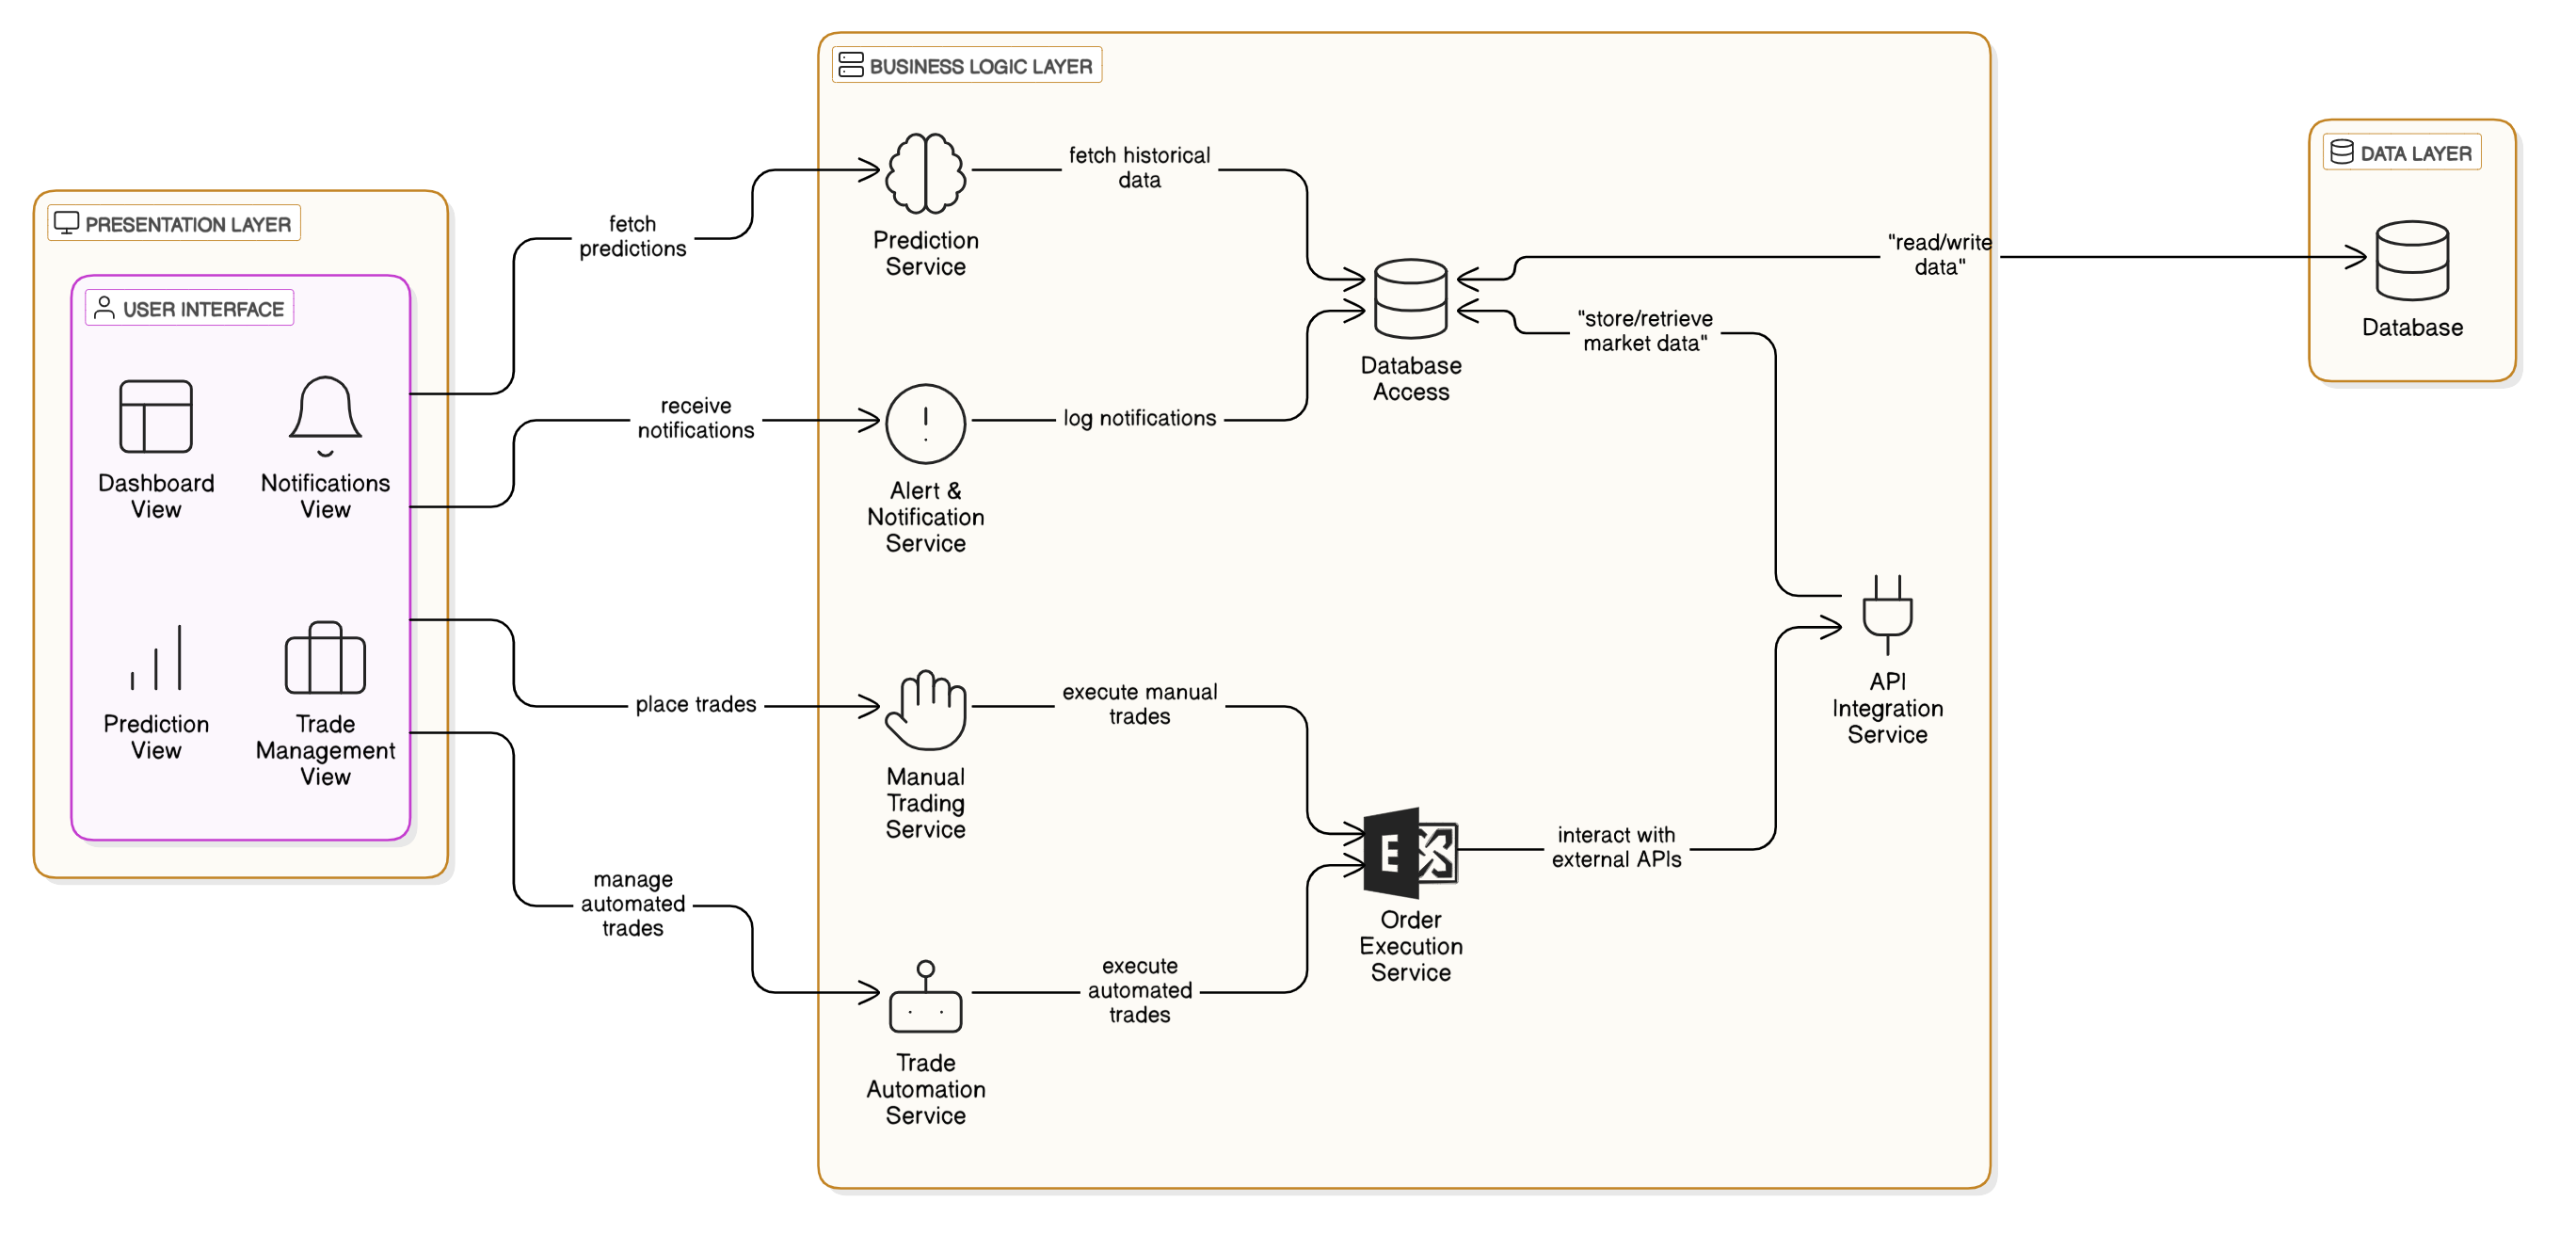 BUSINESS LOGIC LAYER
PRESENTATION LAYER
USER INTERFACE
Dashboard
View
Notifications
View
Prediction
View
Trade
Management
View
fetch
predictions
receive
notifications
place trades
manage
automated
trades
Prediction
Service
Alert &
Notification
Service
Manual
Trading
Service
Trade
Automation
Service
fetch historical
data
log notifications
execute manual
trades
execute
automated
trades
Database
Access
E
Order
Execution
Service
"read/write
data"
"store/retrieve
market data"
interact with
external APIs
API
Integration
Service
DATA LAYER
Database